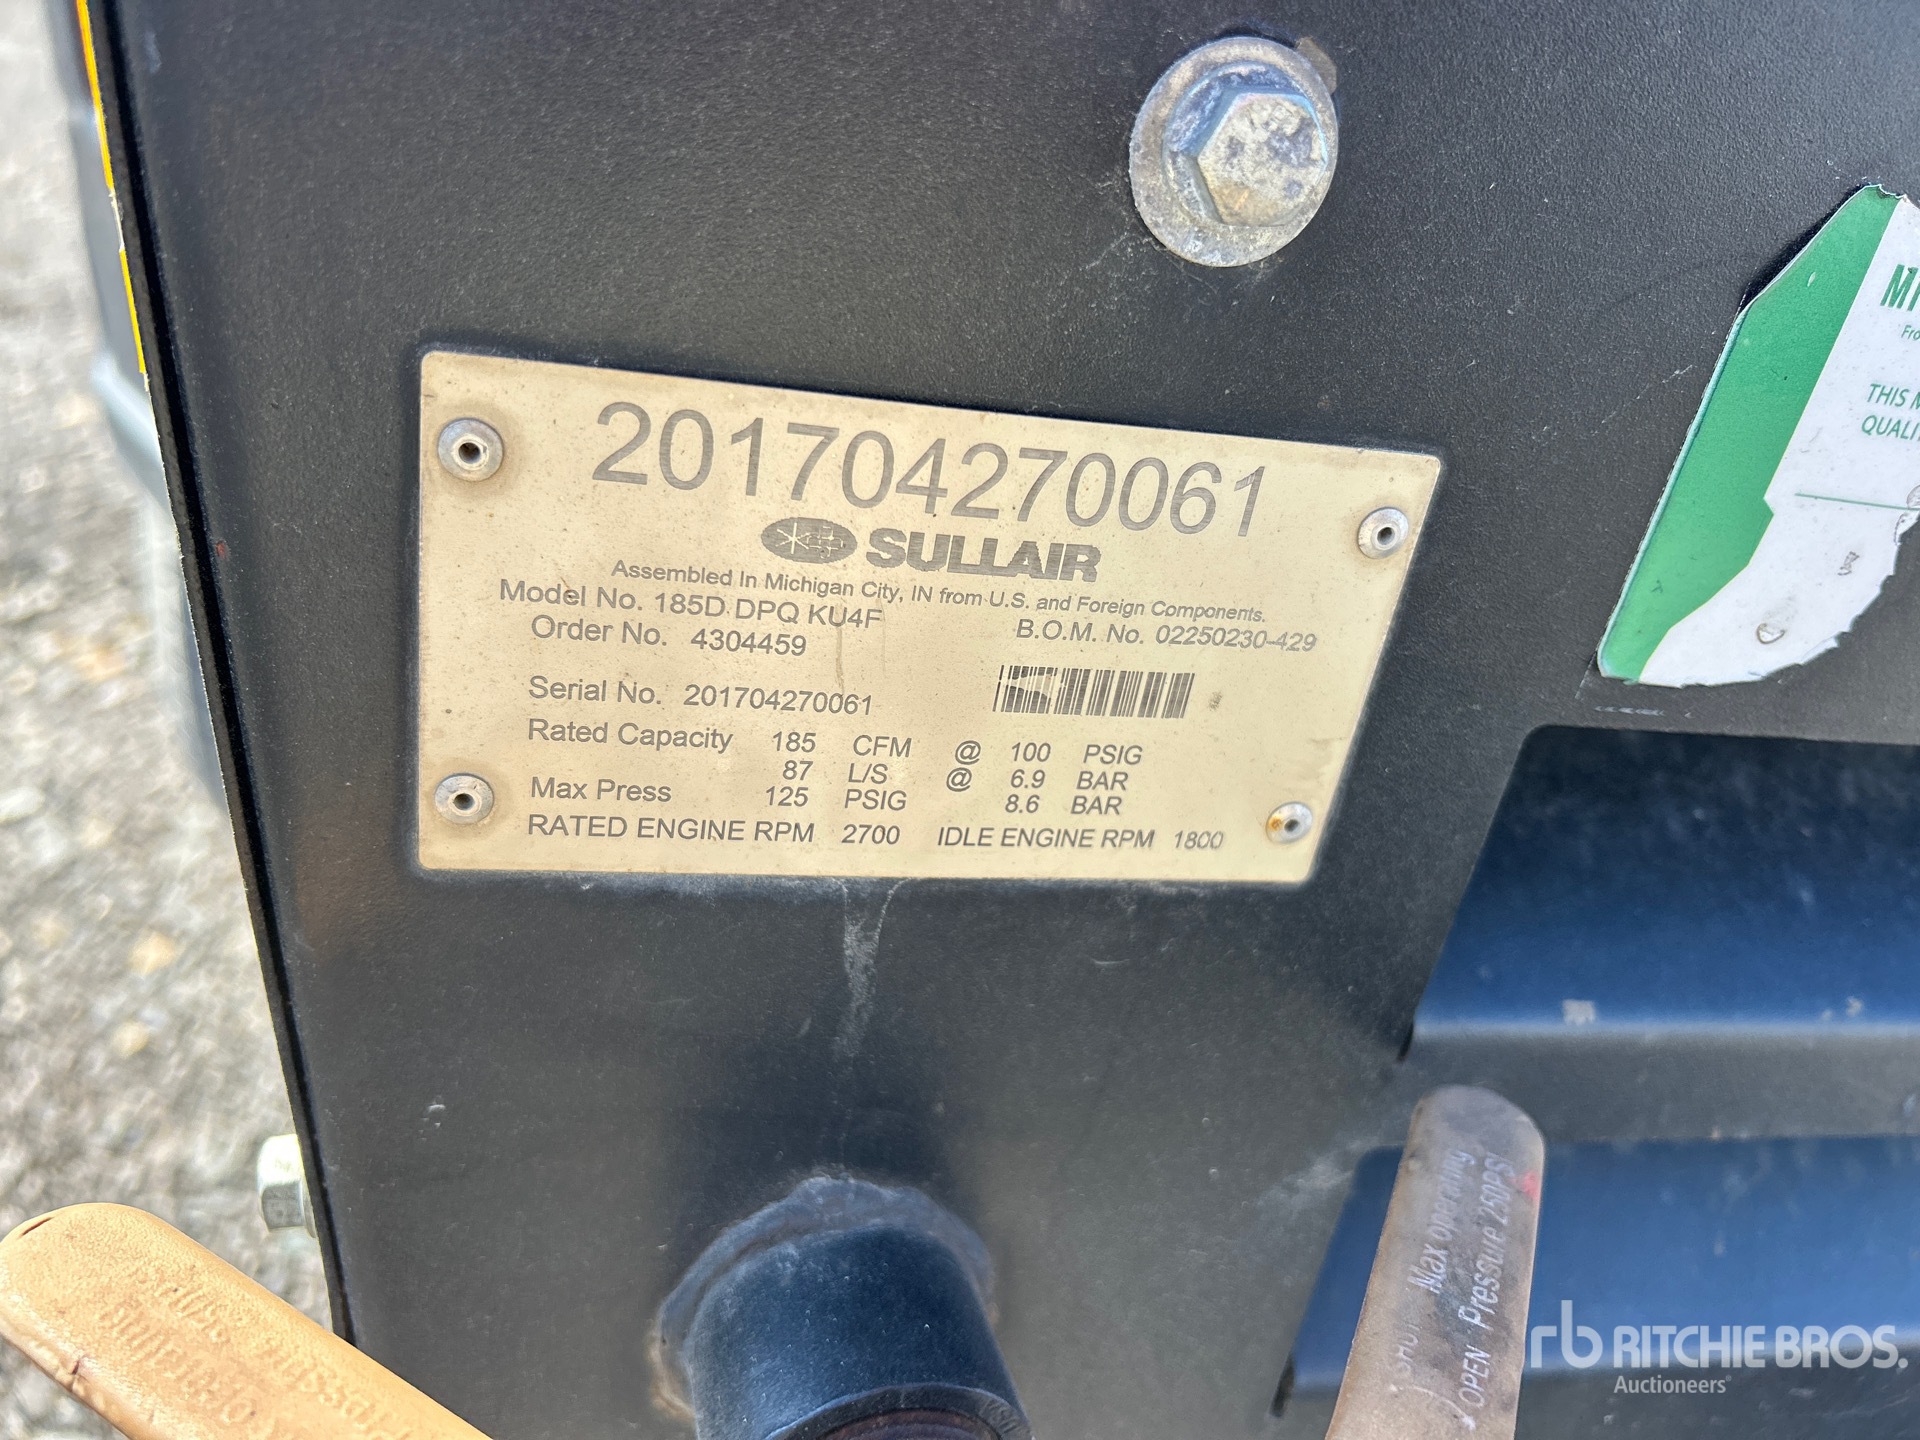 201704270061
SULLAIR
Assembled In Michigan City, IN from U.S. and Foreign Components.
Model No. 185D DPQ KU4F
Order No. 4304459 B.O.M. No. 02250230-429
Serial No. 201704270061
Rated Capacity 185 CFM @ 100 PSIG
87 L/S @ 6.9 BAR
Max Press 125 PSIG 8.6 BAR
RATED ENGINE RPM 2700 IDLE ENGINE RPM 1800
THIS
Max operating
OPEN Pressure 250PSI
rb RITCHIE BROS.
Auctioneers